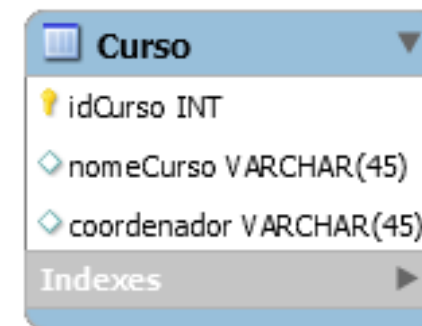 Curso
idCurso INT
nomeCurso VARCHAR(45)
coordenador VARCHAR(45)
Indexes